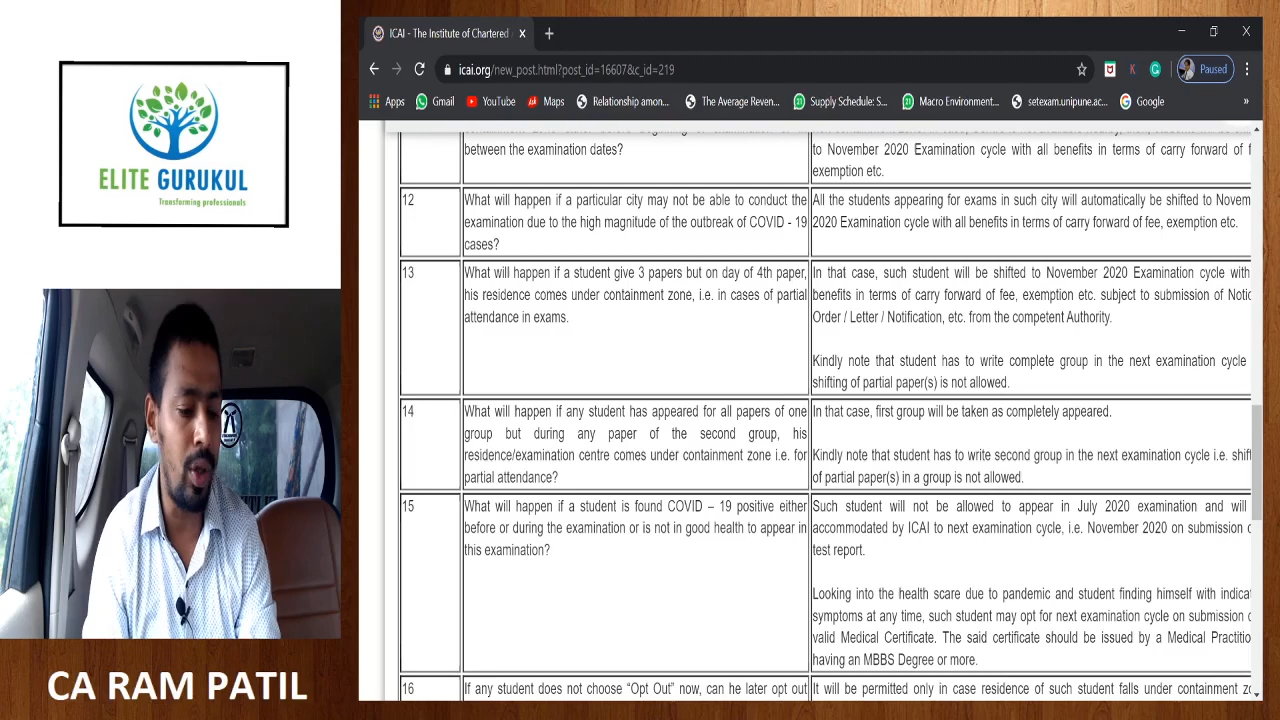 ELITE GURUKUL
Transforming professionals
CA RAM PATIL
ICAI - The Institute of Chartered
icai.org/new_post.html?post_id=16607&c_id=219
Paused
Apps
Gmail
YouTube
Maps
Relationship amon...
The Average Reven...
Supply Schedule: S...
Macro Environment...
setexam.unipune.ac...
Google
»
between the examination dates?
to November 2020 Examination cycle with all benefits in terms of carry forward of f
exemption etc.
12
What will happen if a particular city may not be able to conduct the
examination due to the high magnitude of the outbreak of COVID - 19
cases?
All the students appearing for exams in such city will automatically be shifted to Novem
2020 Examination cycle with all benefits in terms of carry forward of fee, exemption etc.
13
What will happen if a student give 3 papers but on day of 4th paper,
his residence comes under containment zone, i.e. in cases of partial
attendance in exams.
In that case, such student will be shifted to November 2020 Examination cycle with
benefits in terms of carry forward of fee, exemption etc. subject to submission of Notic
Order / Letter / Notification, etc. from the competent Authority.
Kindly note that student has to write complete group in the next examination cycle
shifting of partial paper(s) is not allowed.
14
What will happen if any student has appeared for all papers of one
group but during any paper of the second group, his
residence/examination centre comes under containment zone i.e. for
partial attendance?
In that case, first group will be taken as completely appeared.
Kindly note that student has to write second group in the next examination cycle i.e. shift
of partial paper(s) in a group is not allowed.
15
What will happen if a student is found COVID – 19 positive either
before or during the examination or is not in good health to appear in
this examination?
Such student will not be allowed to appear in July 2020 examination and will
accommodated by ICAI to next examination cycle, i.e. November 2020 on submission o
test report.
Looking into the health scare due to pandemic and student finding himself with indicat
symptoms at any time, such student may opt for next examination cycle on submission o
valid Medical Certificate. The said certificate should be issued by a Medical Practitio
having an MBBS Degree or more.
16
If any student does not choose “Opt Out” now, can he later opt out
It will be permitted only in case residence of such student falls under containment zo